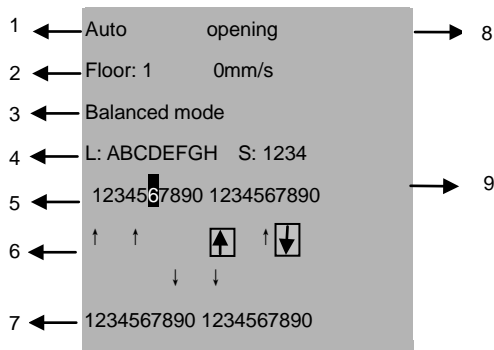 1 Auto opening 8
2 Floor: 1 0mm/s
3 Balanced mode
4 L: ABCDEFGH S: 1234
9
5 1234567890 1234567890
6 ↑ ↑ ↑ ↑ ↓
↓ ↓
7 1234567890 1234567890